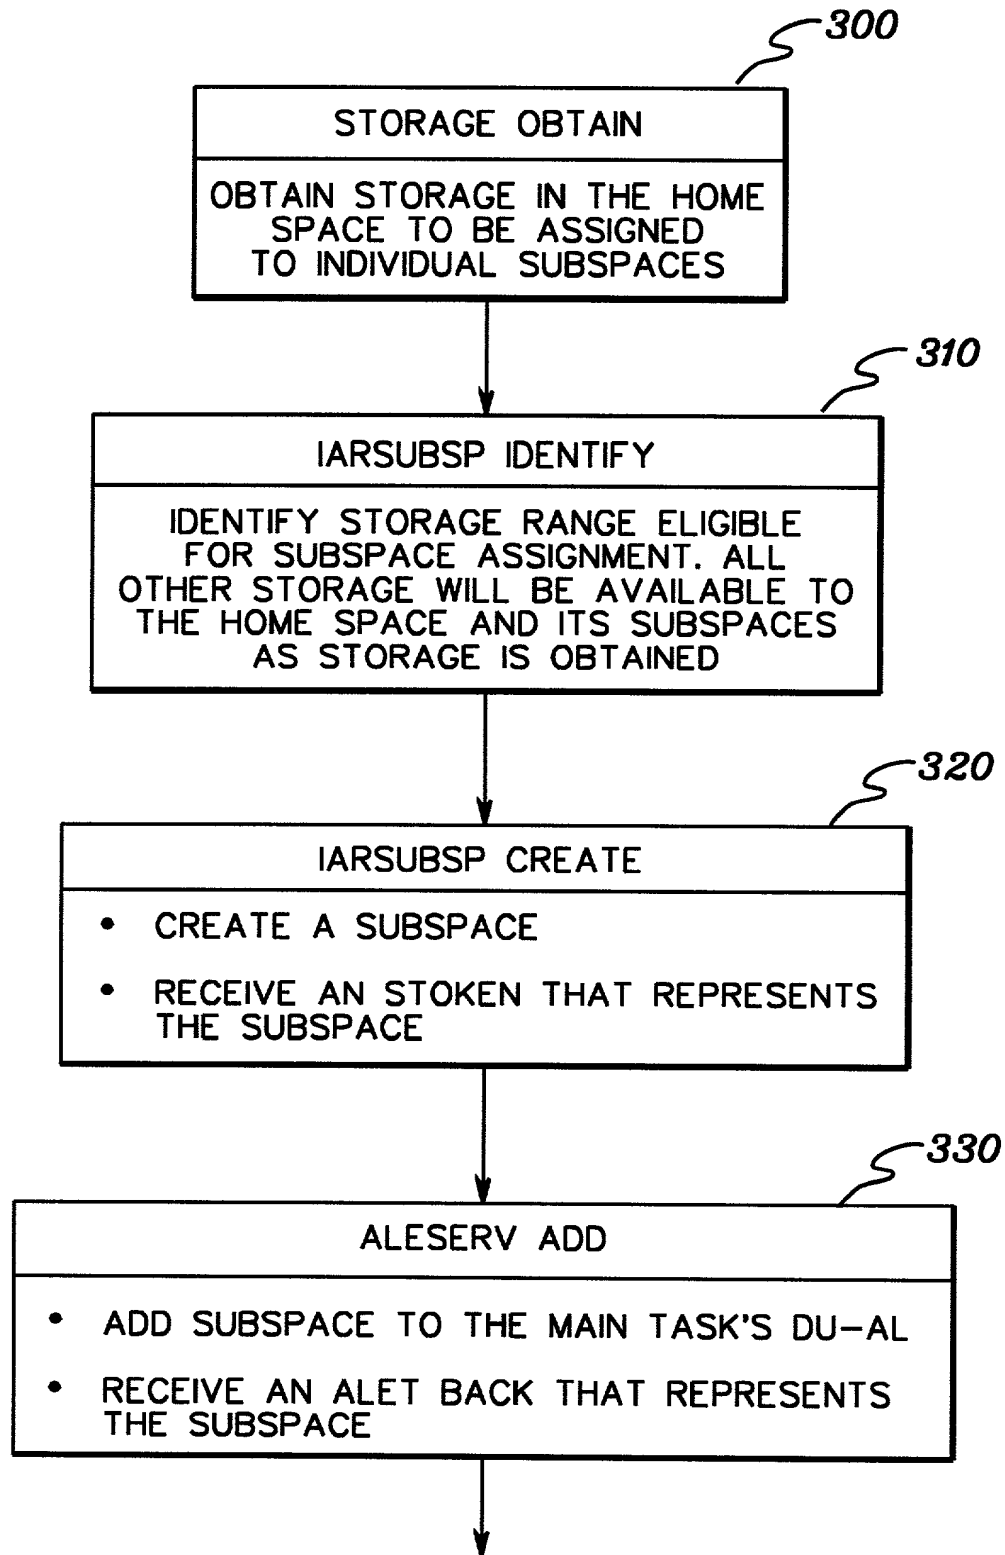 300
STORAGE OBTAIN
OBTAIN STORAGE IN THE HOME
SPACE TO BE ASSIGNED
TO INDIVIDUAL SUBSPACES
310
IARSUBSP IDENTIFY
IDENTIFY STORAGE RANGE ELIGIBLE
FOR SUBSPACE ASSIGNMENT. ALL
OTHER STORAGE WILL BE AVAILABLE TO
THE HOME SPACE AND ITS SUBSPACES
AS STORAGE IS OBTAINED
320
IARSUBSP CREATE
• CREATE A SUBSPACE
• RECEIVE AN STOKEN THAT REPRESENTS
THE SUBSPACE
330
ALESERV ADD
• ADD SUBSPACE TO THE MAIN TASK'S DU-AL
• RECEIVE AN ALET BACK THAT REPRESENTS
THE SUBSPACE